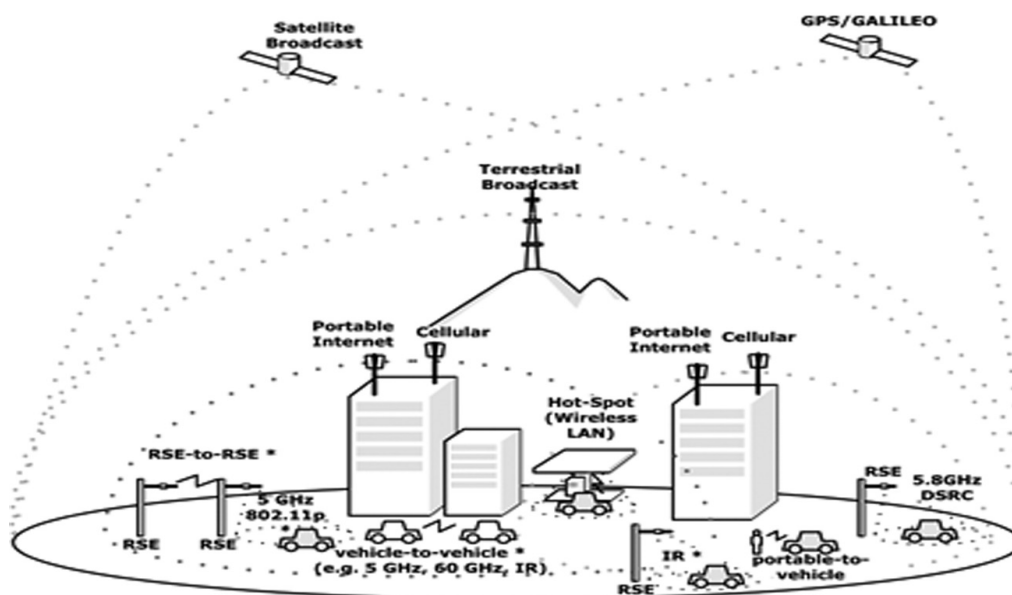 Satellite
Broadcast
GPS/GALILEO
Terrestrial
Broadcast
Portable
Internet
Cellular
Portable
Internet
Cellular
Hot-Spot
(Wireless
LAN)
RSE-to-RSE *
5 GHz
802.11p
*
RSE
RSE
vehicle-to-vehicle *
(e.g. 5 GHz, 60 GHz, IR)
RSE
5.8GHz
DSRC
IR *
RSE
portable-to-
vehicle